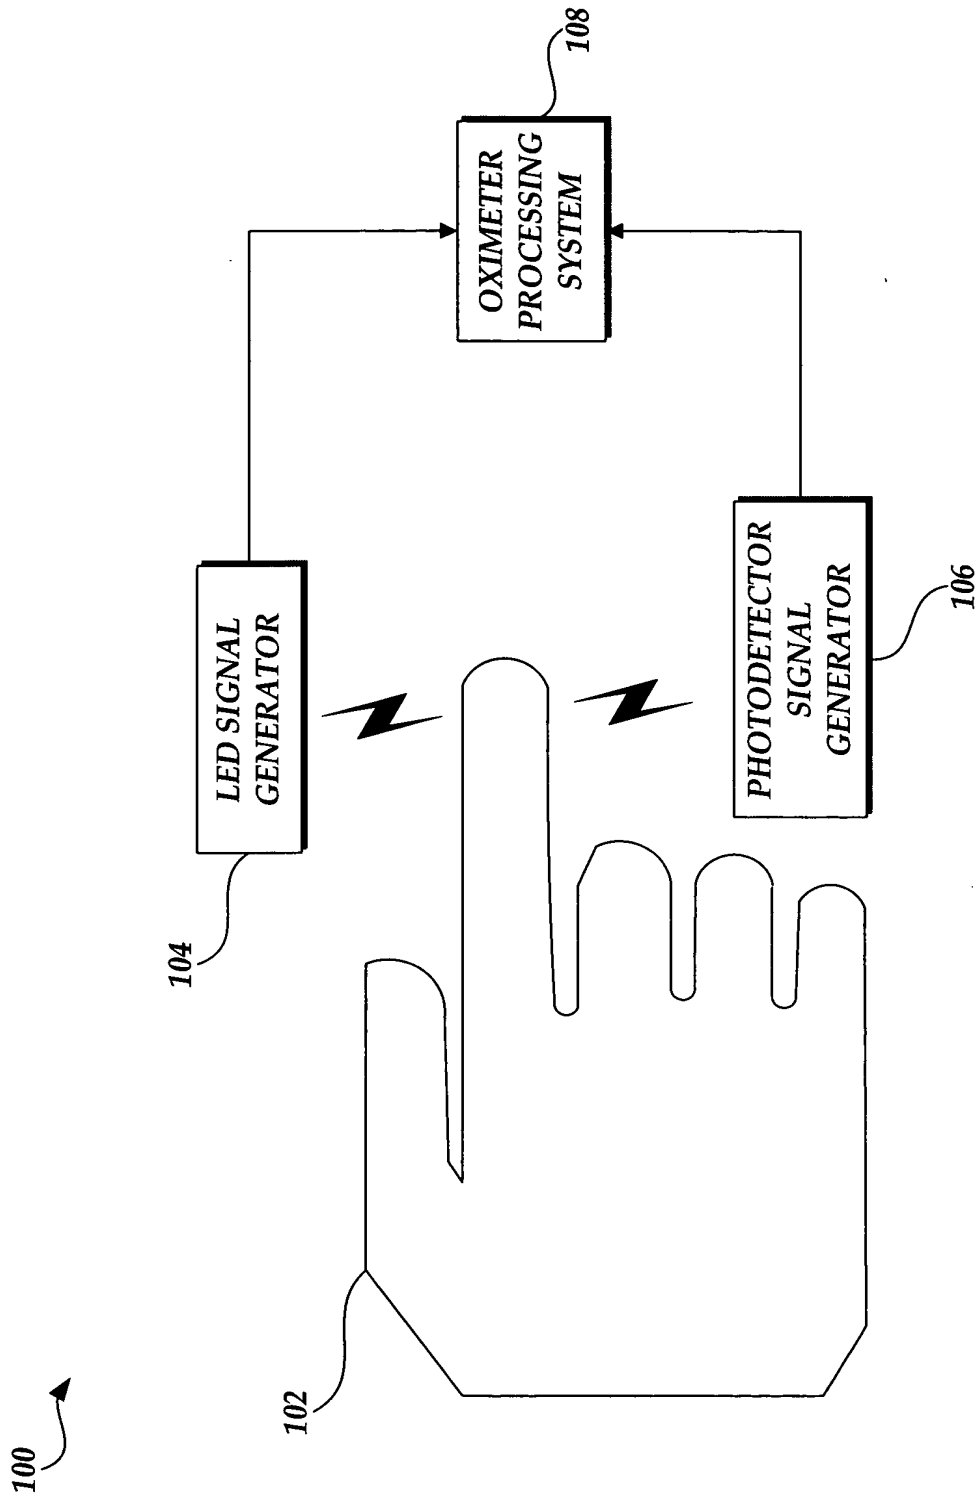 100
102
104
LED SIGNAL
GENERATOR
PHOTODETECTOR
SIGNAL
GENERATOR
106
OXIMETER
PROCESSING
SYSTEM
108